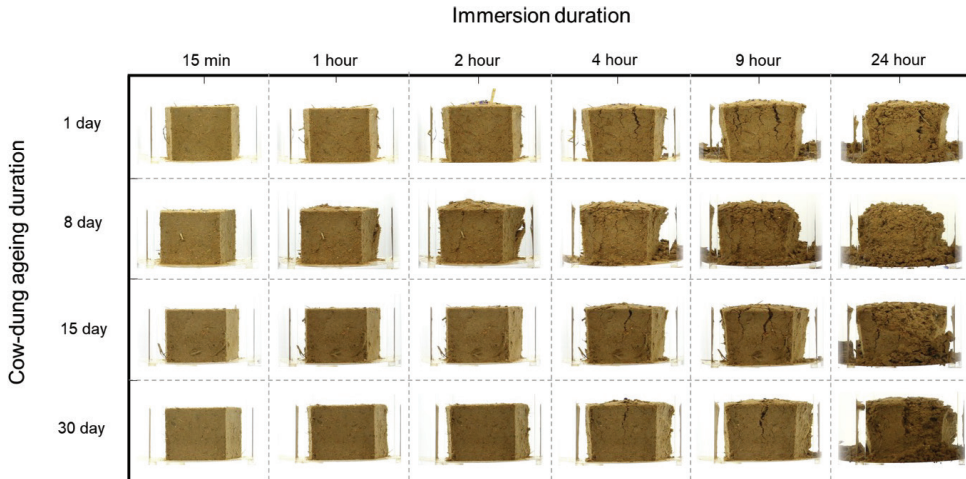 Immersion duration
15 min 1 hour 2 hour 4 hour 9 hour 24 hour
Cow-dung ageing duration
1 day
8 day
15 day
30 day